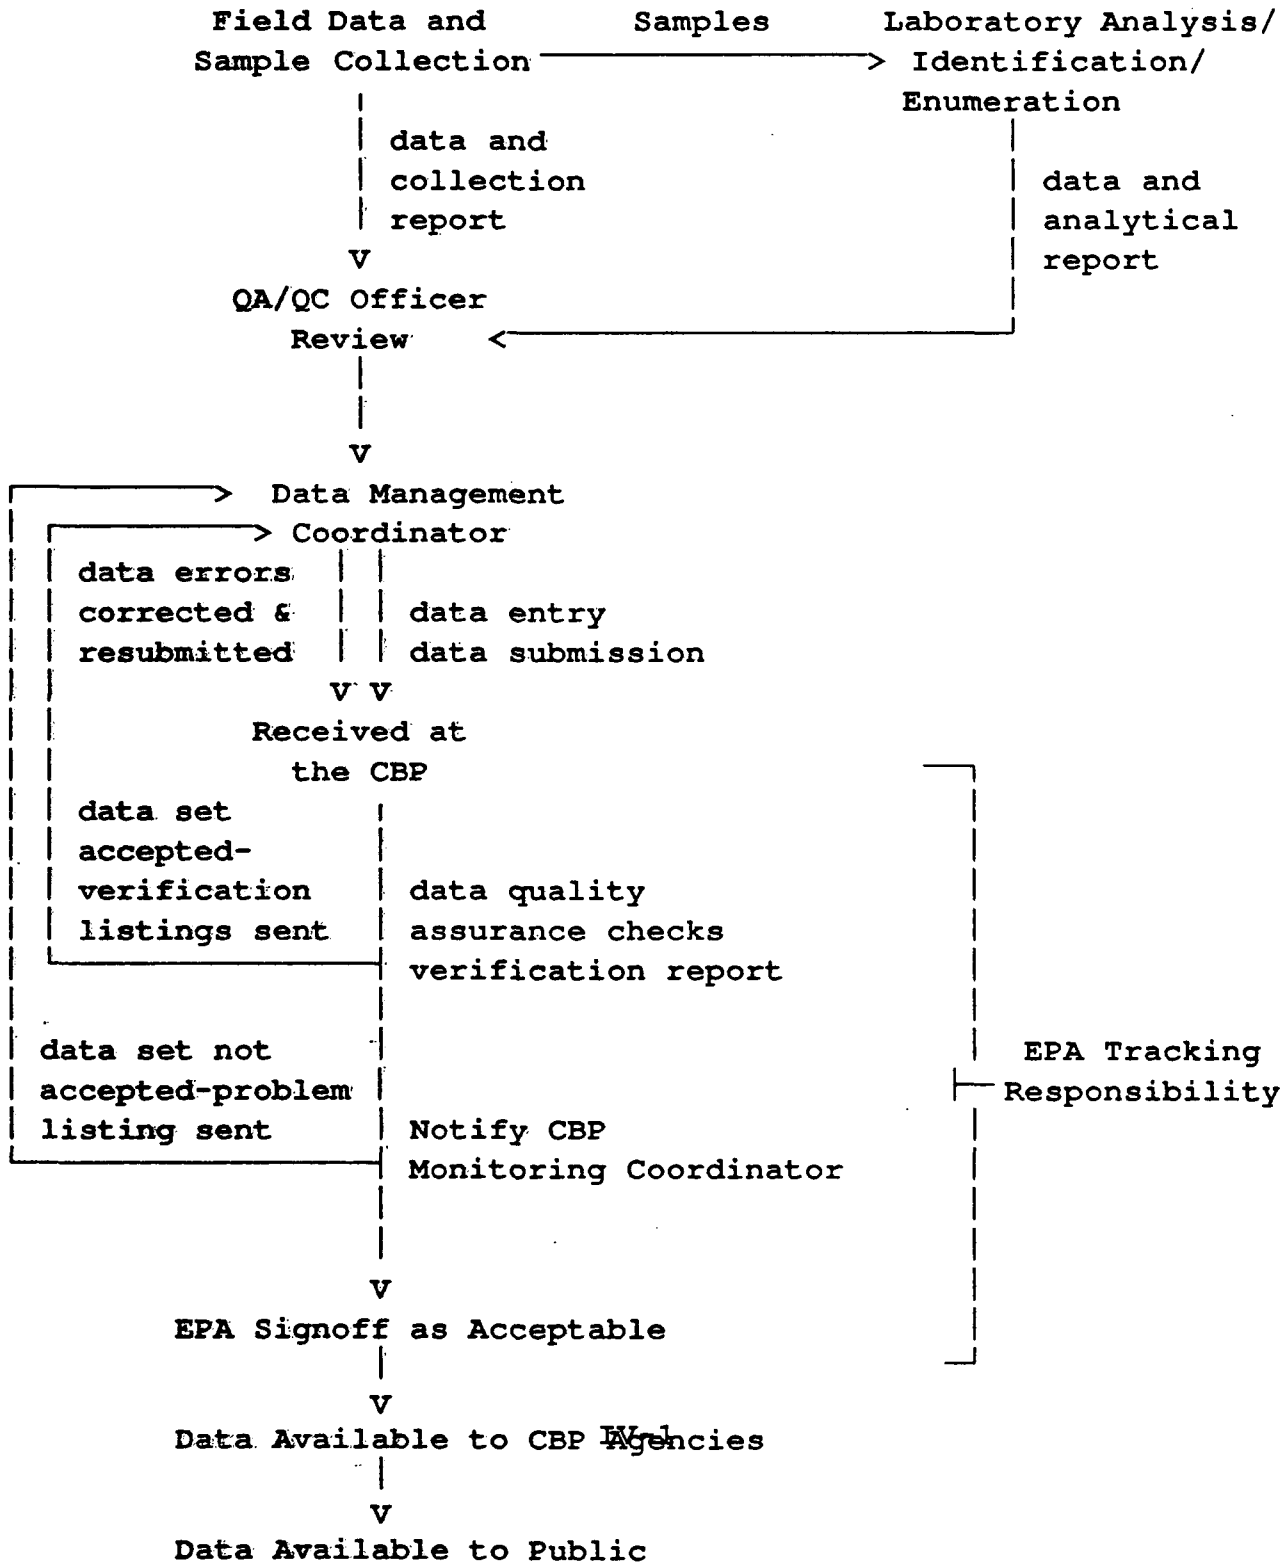 Field Data and
Sample Collection
Samples
Laboratory Analysis/
Identification/
Enumeration
data and
collection
report
data and
analytical
report
QA/QC Officer
Review
Data Management
Coordinator
data errors
corrected &
resubmitted
data entry
data submission
Received at
the CBP
data set
accepted-
verification
listings sent
data quality
assurance checks
verification report
data set not
accepted-problem
listing sent
Notify CBP
Monitoring Coordinator
EPA Tracking
Responsibility
EPA Signoff as Acceptable
Data Available to CBP Agencies
IV-1
Data Available to Public